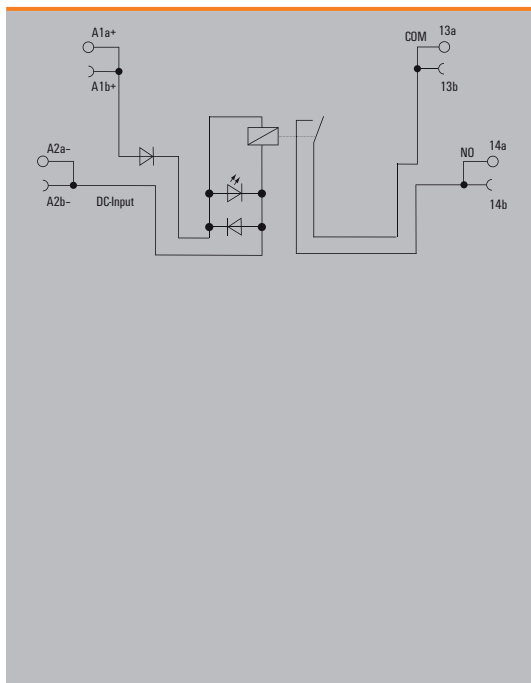 A1a+
A1b+
A2a–
A2b–
DC-Input
COM
13a
13b
NO
14a
14b